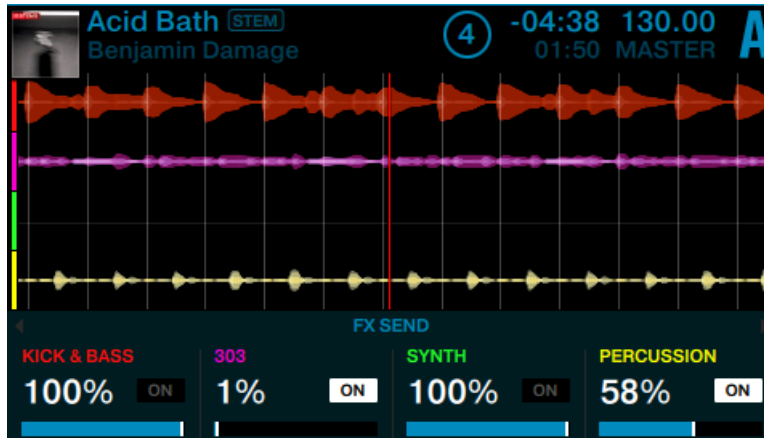 Acid Bath STEM
Benjamin Damage
4
-04:38 130.00
01:50 MASTER
A
FX SEND
KICK & BASS
100% ON
303
1% ON
SYNTH
100% ON
PERCUSSION
58% ON